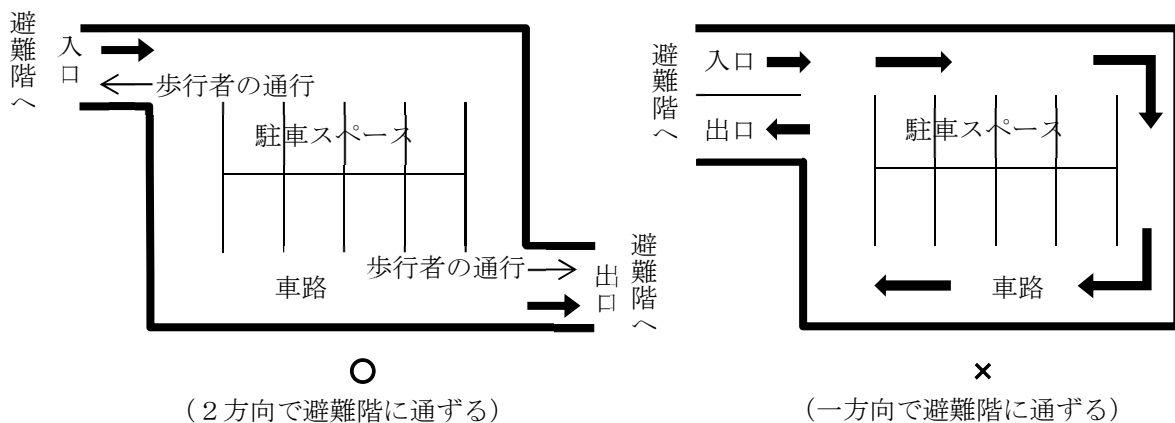 避難階へ
入口
歩行者の通行
駐車スペース
車路
歩行者の通行
出口
避難階へ
○
(2方向で避難階に通ずる)
避難階へ
入口
出口
駐車スペース
車路
×
(一方向で避難階に通ずる)